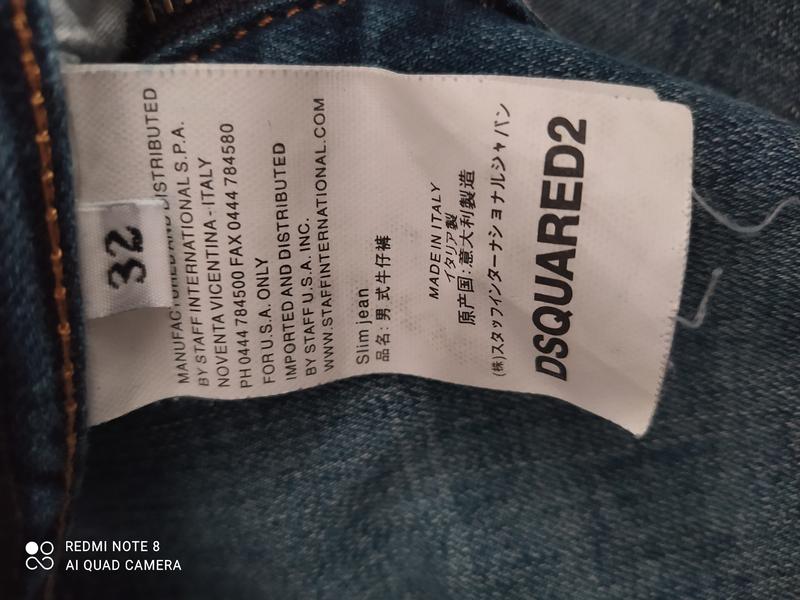 DSQUARED2
(株)スタッフインターナショナルジャパン
原产国:意大利製造
イタリア製
MADE IN ITALY
品名: 男式牛仔裤
Slim jean
WWW.STAFFINTERNATIONAL.COM
BY STAFF U.S.A. INC.
IMPORTED AND DISTRIBUTED
FOR U.S.A. ONLY
PH 0444 784500 FAX 0444 784580
NOVENTA VICENTINA - ITALY
BY STAFF INTERNATIONAL S.P.A.
MANUFACTURED AND DISTRIBUTED
32
REDMI NOTE 8
AI QUAD CAMERA